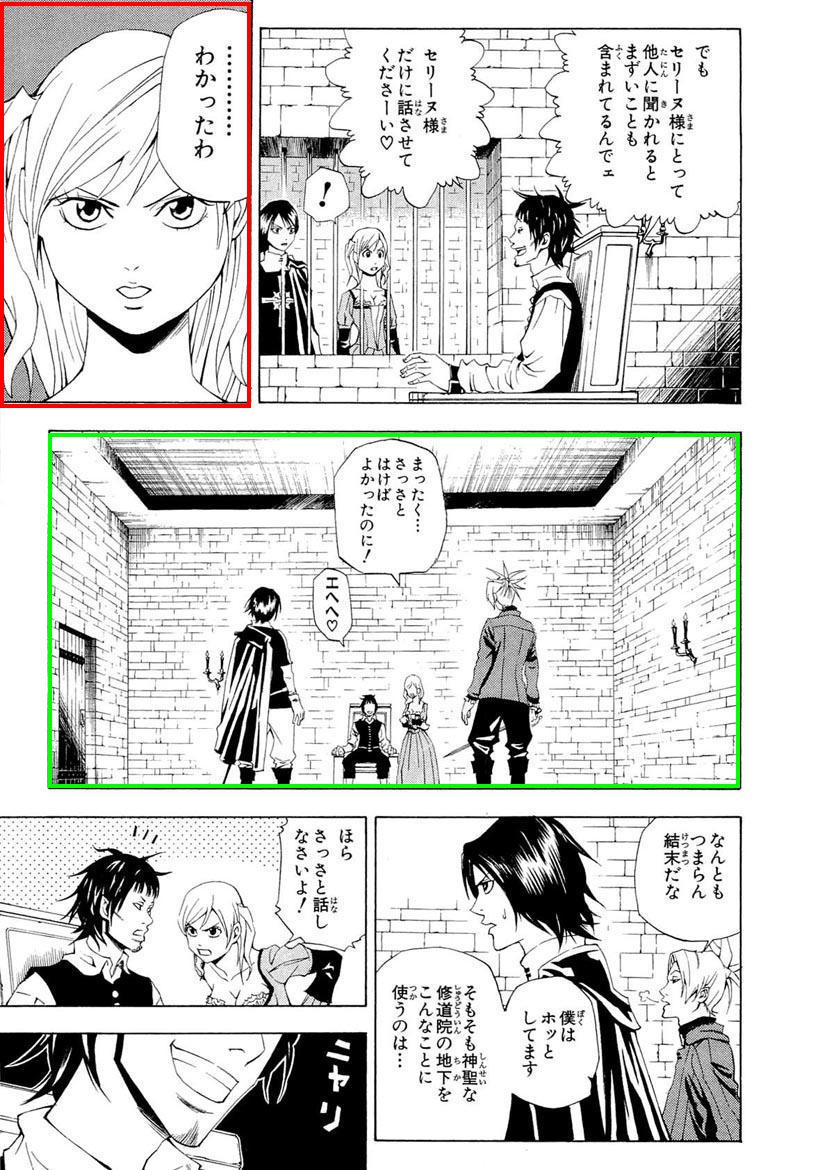 でも
セリーヌ様にとって
他人に聞かれると
まずいことも
含まれてるんでェ
セリーヌ様
だけに話させて
くださーい♡
!
…………
わかったわ
まったく…
さっさと
はけば
よかったのに!
エヘヘ♡
なんとも
つまらん
結末だな
僕は
ホッと
してます
そもそも神聖な
修道院の地下を
こんなことに
使うのは…
ほら
さっさと話し
なさいよ!
ニヤリ